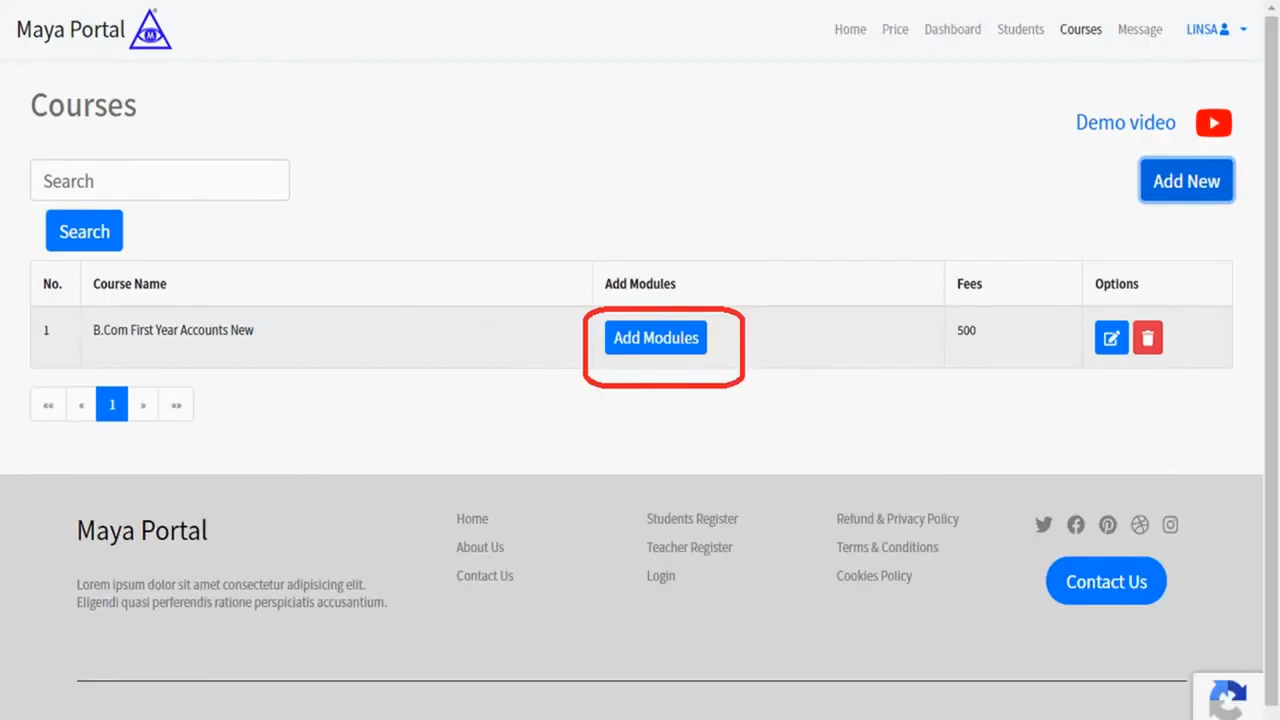 Maya Portal
M
Home Price Dashboard Students Courses Message LINSA
Courses
Demo video
Search
Add New
Search
No. Course Name Add Modules Fees Options
1 B.Com First Year Accounts New Add Modules 500
«« « 1 » »»
Maya Portal
Lorem ipsum dolor sit amet consectetur adipisicing elit.
Eligendi quasi perferendis ratione perspiciatis accusantium.
Home
About Us
Contact Us
Students Register
Teacher Register
Login
Refund & Privacy Policy
Terms & Conditions
Cookies Policy
Contact Us